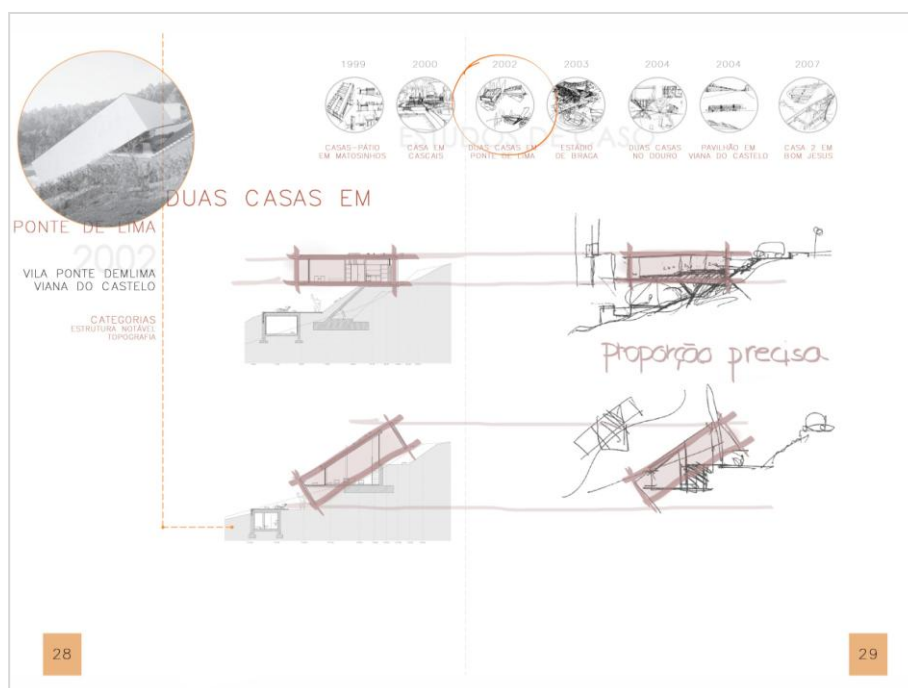 1999
2000
2002
2003
2004
2004
2007
ESTUDOS DE CASO
CASAS-PÁTIO
EM MATOSINHOS
CASA EM
CASCAIS
DUAS CASAS EM
PONTE DE LIMA
ESTÁDIO
DE BRAGA
DUAS CASAS
NO DOURO
PAVILHÃO EM
VIANA DO CASTELO
CASA 2 EM
BOM JESUS
DUAS CASAS EM
PONTE DE LIMA
2002
VILA PONTE DEMLIMA
VIANA DO CASTELO
CATEGORIAS
ESTRUTURA NOTÁVEL
TOPOGRAFIA
proporção precisa
28
29